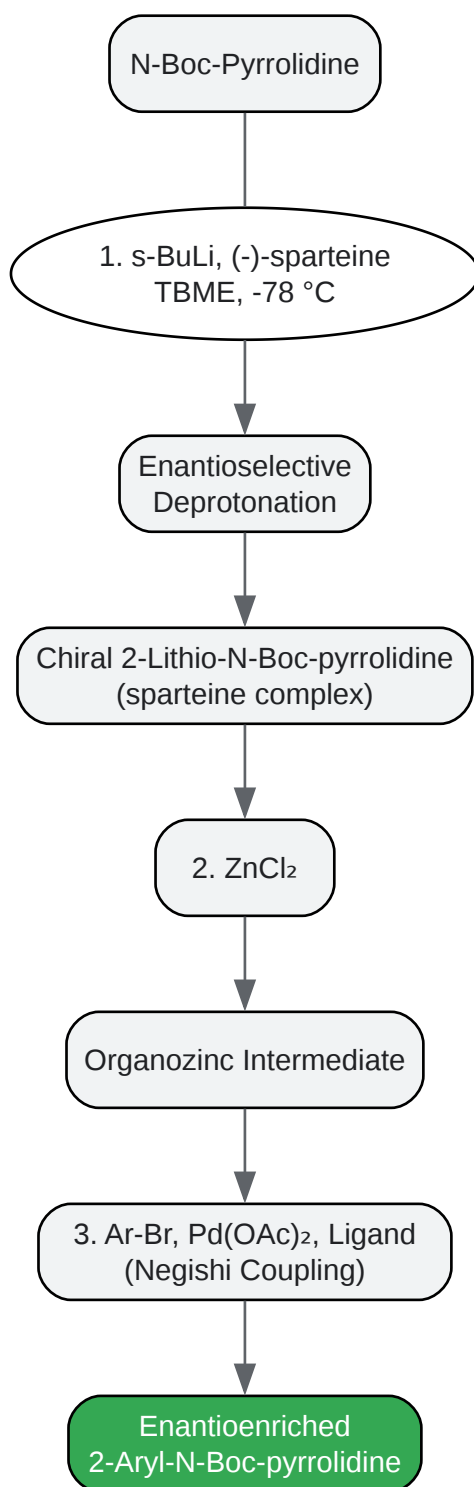 N-Boc-Pyrrolidine
1. s-BuLi, (-)-sparteine
TBME, -78 °C
Enantioselective
Deprotonation
Chiral 2-Lithio-N-Boc-pyrrolidine
(sparteine complex)
2. ZnCl₂
Organozinc Intermediate
3. Ar-Br, Pd(OAc)₂, Ligand
(Negishi Coupling)
Enantioenriched
2-Aryl-N-Boc-pyrrolidine